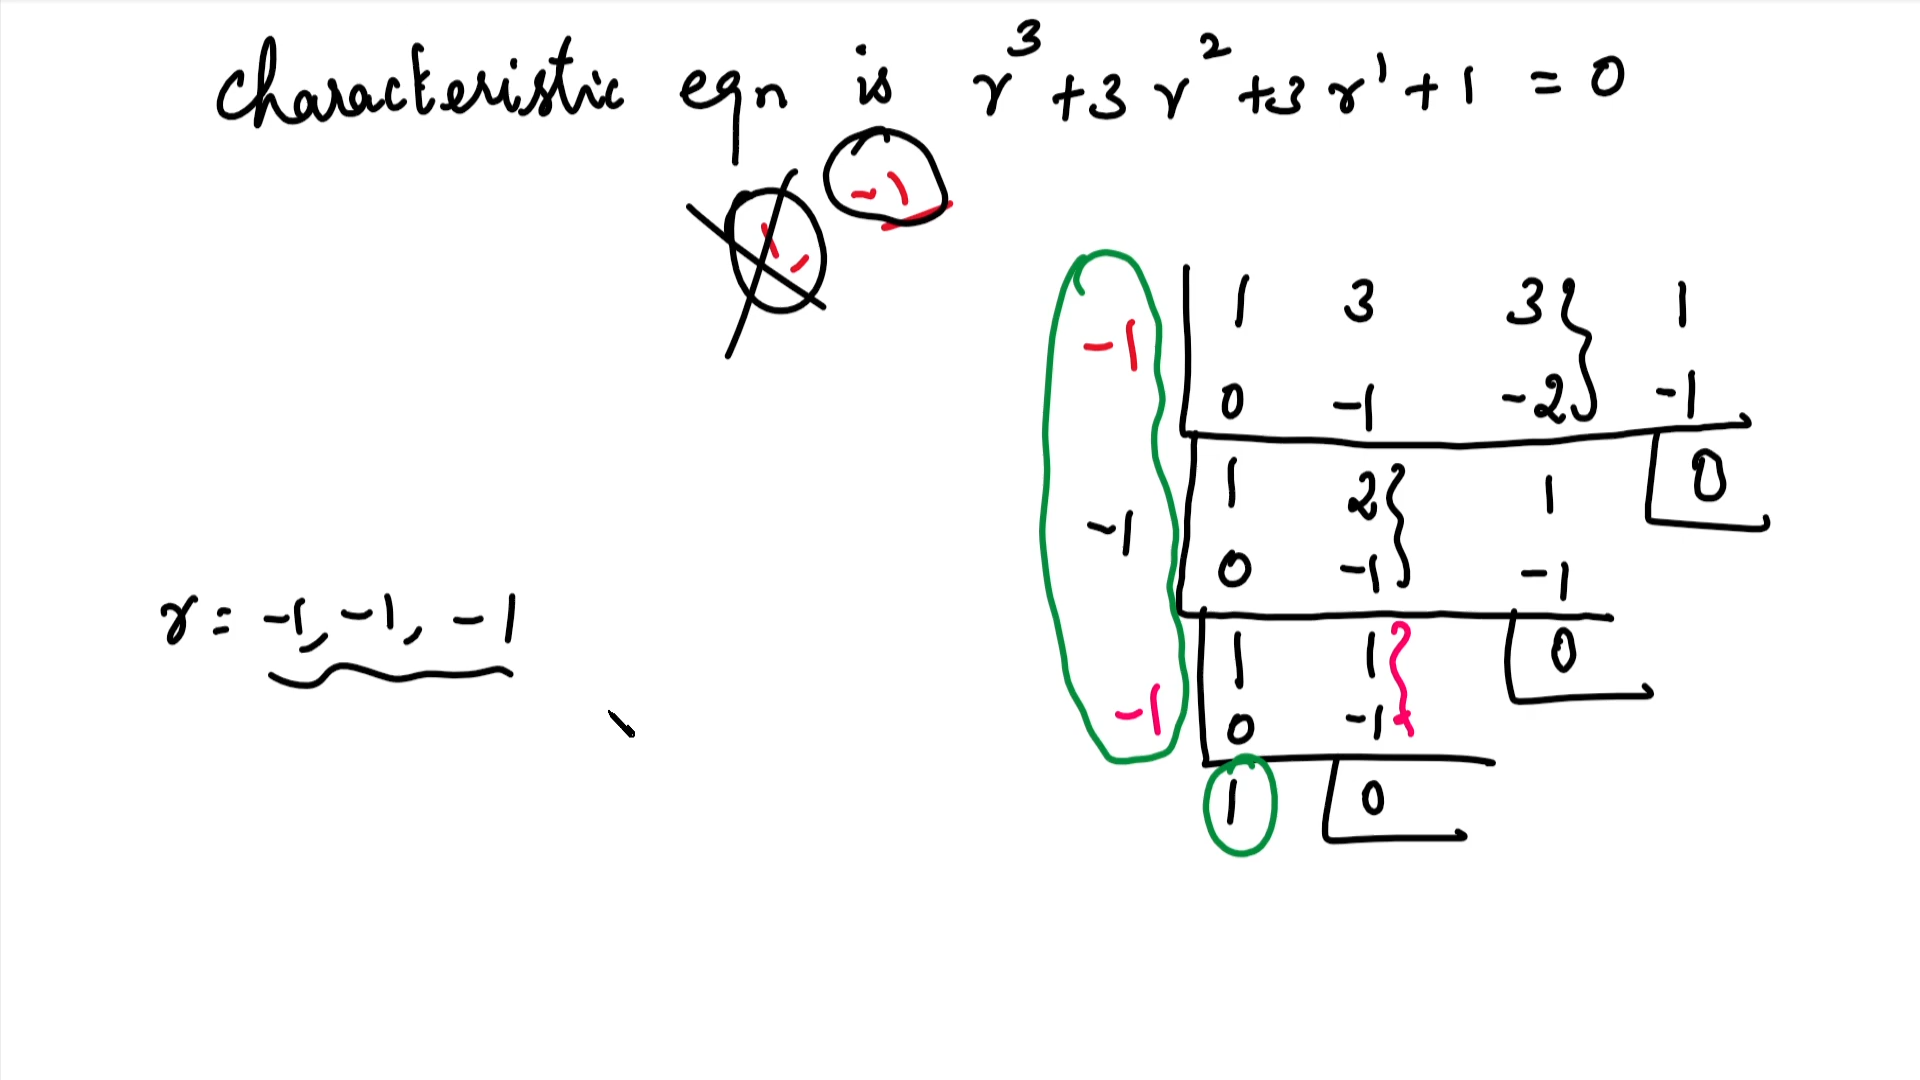 characteristic eqn is r³ + 3 r² + 3 r¹ + 1 = 0
-1
1,
-1 | 1 3 3 1
0 -1 -2 -1
-1 | 1 2 1 0
0 -1 -1
r = -1, -1, -1
-1 | 1 1 0
0 -1
1 0